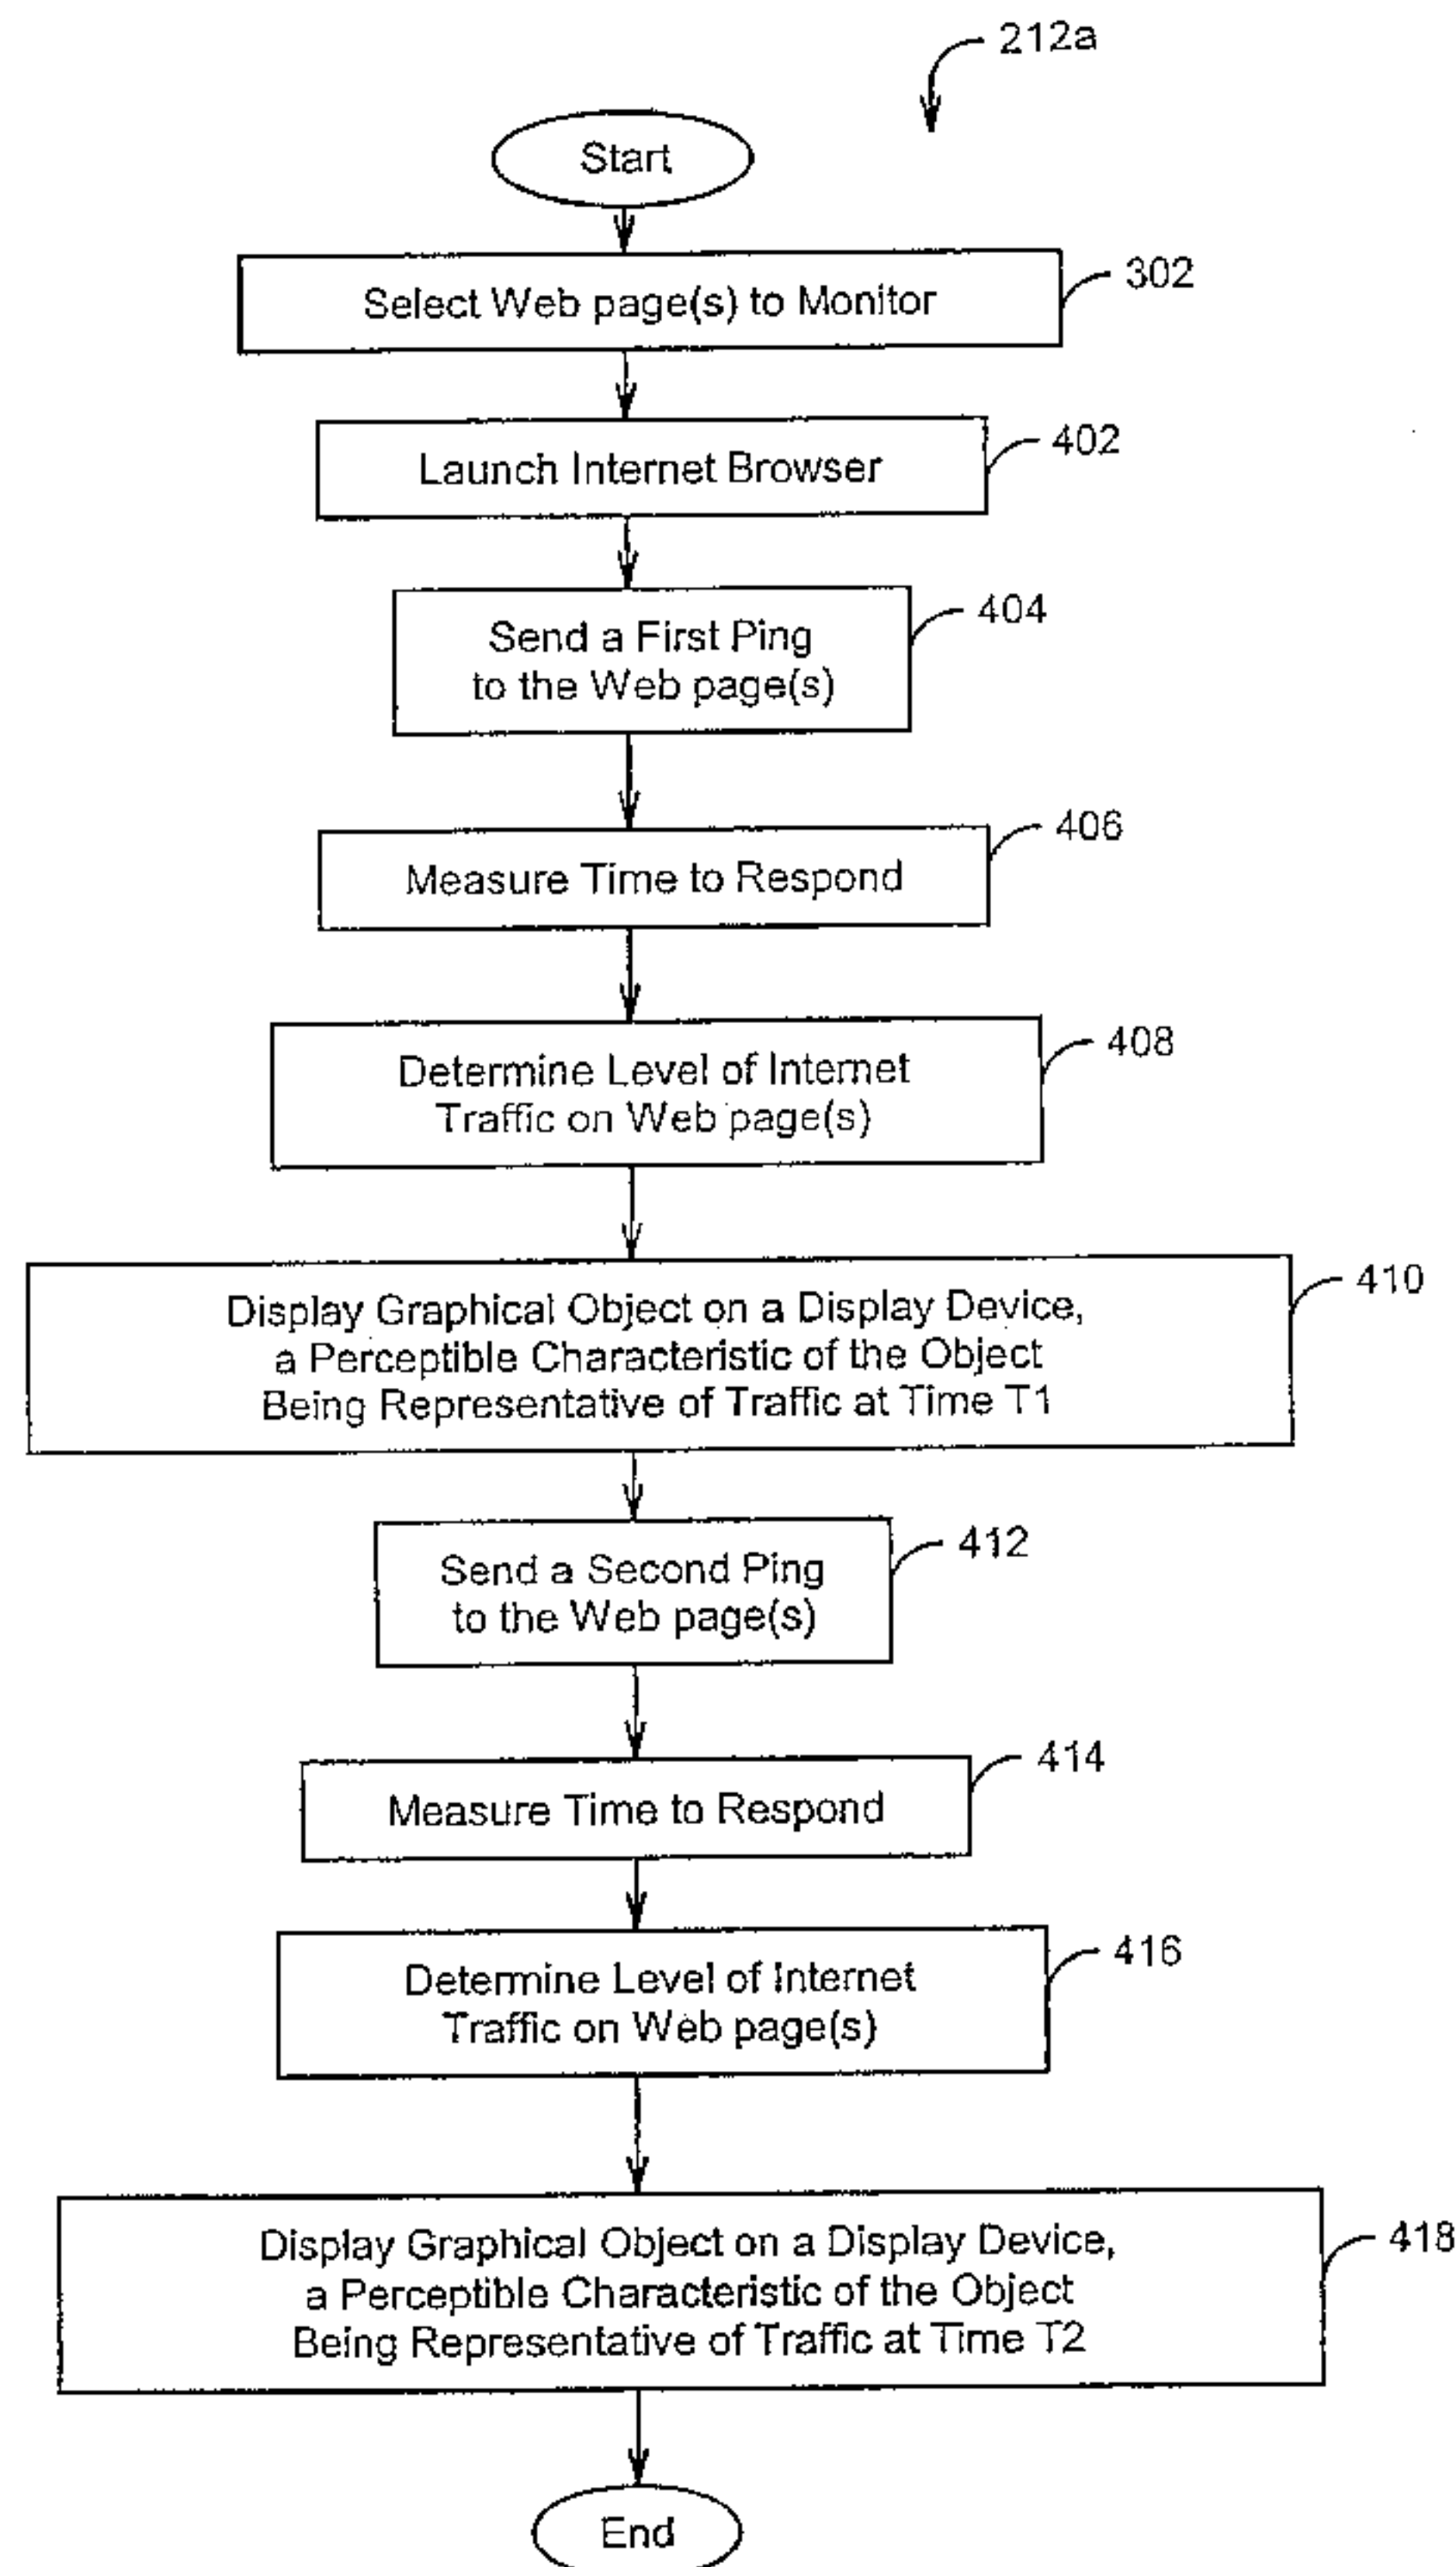 212a
Start
Select Web page(s) to Monitor
302
Launch Internet Browser
402
Send a First Ping
to the Web page(s)
404
Measure Time to Respond
406
Determine Level of Internet
Traffic on Web page(s)
408
Display Graphical Object on a Display Device,
a Perceptible Characteristic of the Object
Being Representative of Traffic at Time T1
410
Send a Second Ping
to the Web page(s)
412
Measure Time to Respond
414
Determine Level of Internet
Traffic on Web page(s)
416
Display Graphical Object on a Display Device,
a Perceptible Characteristic of the Object
Being Representative of Traffic at Time T2
418
End